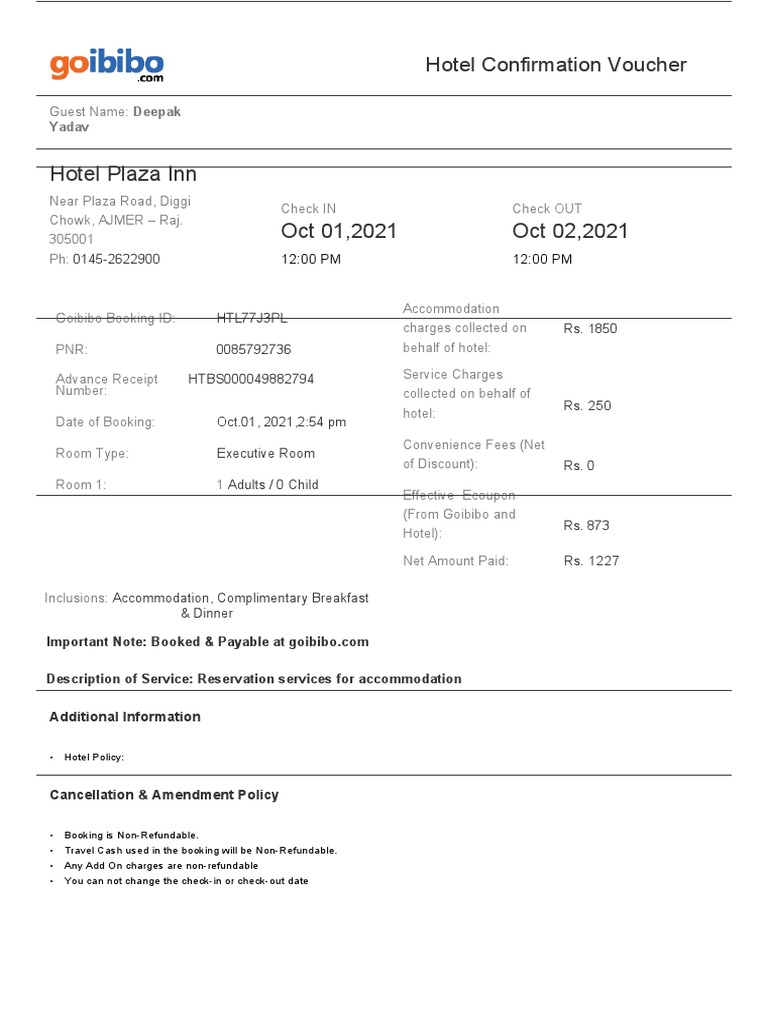 goibibo
.com
Hotel Confirmation Voucher
Guest Name: Deepak
Yadav
Hotel Plaza Inn
Near Plaza Road, Diggi
Chowk, AJMER – Raj.
305001
Ph: 0145-2622900
Check IN
Oct 01,2021
12:00 PM
Check OUT
Oct 02,2021
12:00 PM
Goibibo Booking ID: HTL77J3PL
PNR: 0085792736
Advance Receipt
Number:
HTBS000049882794
Date of Booking: Oct.01, 2021,2:54 pm
Room Type: Executive Room
Room 1: 1 Adults / 0 Child
Accommodation
charges collected on
behalf of hotel:
Rs. 1850
Service Charges
collected on behalf of
hotel:
Rs. 250
Convenience Fees (Net
of Discount):
Rs. 0
Effective Ecoupon
(From Goibibo and
Hotel):
Rs. 873
Net Amount Paid: Rs. 1227
Inclusions: Accommodation, Complimentary Breakfast
& Dinner
Important Note: Booked & Payable at goibibo.com
Description of Service: Reservation services for accommodation
Additional Information
• Hotel Policy:
Cancellation & Amendment Policy
• Booking is Non-Refundable.
• Travel Cash used in the booking will be Non-Refundable.
• Any Add On charges are non-refundable
• You can not change the check-in or check-out date